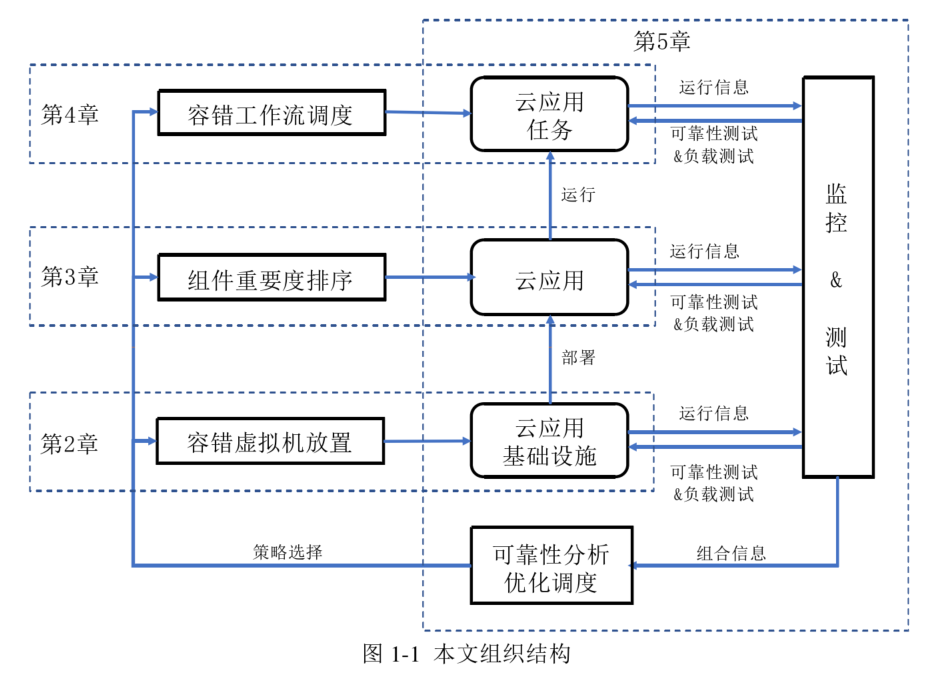 第5章
第4章
容错工作流调度
云应用
任务
运行信息
可靠性测试
&负载测试
运行
第3章
组件重要度排序
云应用
运行信息
可靠性测试
&负载测试
部署
第2章
容错虚拟机放置
云应用
基础设施
运行信息
可靠性测试
&负载测试
监
控
&
测
试
策略选择
可靠性分析
优化调度
组合信息
图 1-1 本文组织结构